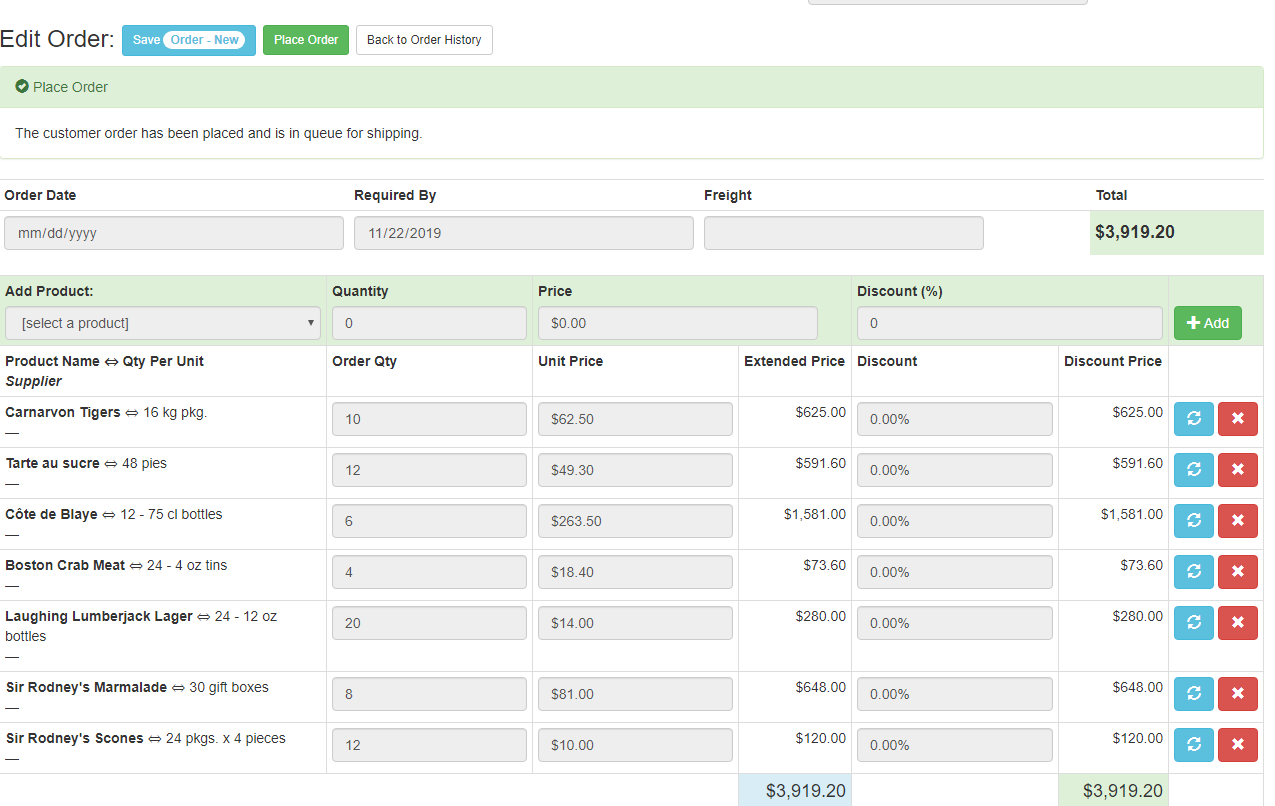 Edit Order: Save Order - New Place Order Back to Order History
Place Order
The customer order has been placed and is in queue for shipping.
Order Date Required By Freight Total
mm/dd/yyyy 11/22/2019 $3,919.20
Add Product: Quantity Price Discount (%)
[select a product] 0 $0.00 0 Add
Product Name ⇔ Qty Per Unit Order Qty Unit Price Extended Price Discount Discount Price
Supplier
Carnarvon Tigers ⇔ 16 kg pkg. 10 $62.50 $625.00 0.00% $625.00
—
Tarte au sucre ⇔ 48 pies 12 $49.30 $591.60 0.00% $591.60
—
Côte de Blaye ⇔ 12 - 75 cl bottles 6 $263.50 $1,581.00 0.00% $1,581.00
—
Boston Crab Meat ⇔ 24 - 4 oz tins 4 $18.40 $73.60 0.00% $73.60
—
Laughing Lumberjack Lager ⇔ 24 - 12 oz 20 $14.00 $280.00 0.00% $280.00
bottles
—
Sir Rodney's Marmalade ⇔ 30 gift boxes 8 $81.00 $648.00 0.00% $648.00
—
Sir Rodney's Scones ⇔ 24 pkgs. x 4 pieces 12 $10.00 $120.00 0.00% $120.00
—
$3,919.20 $3,919.20